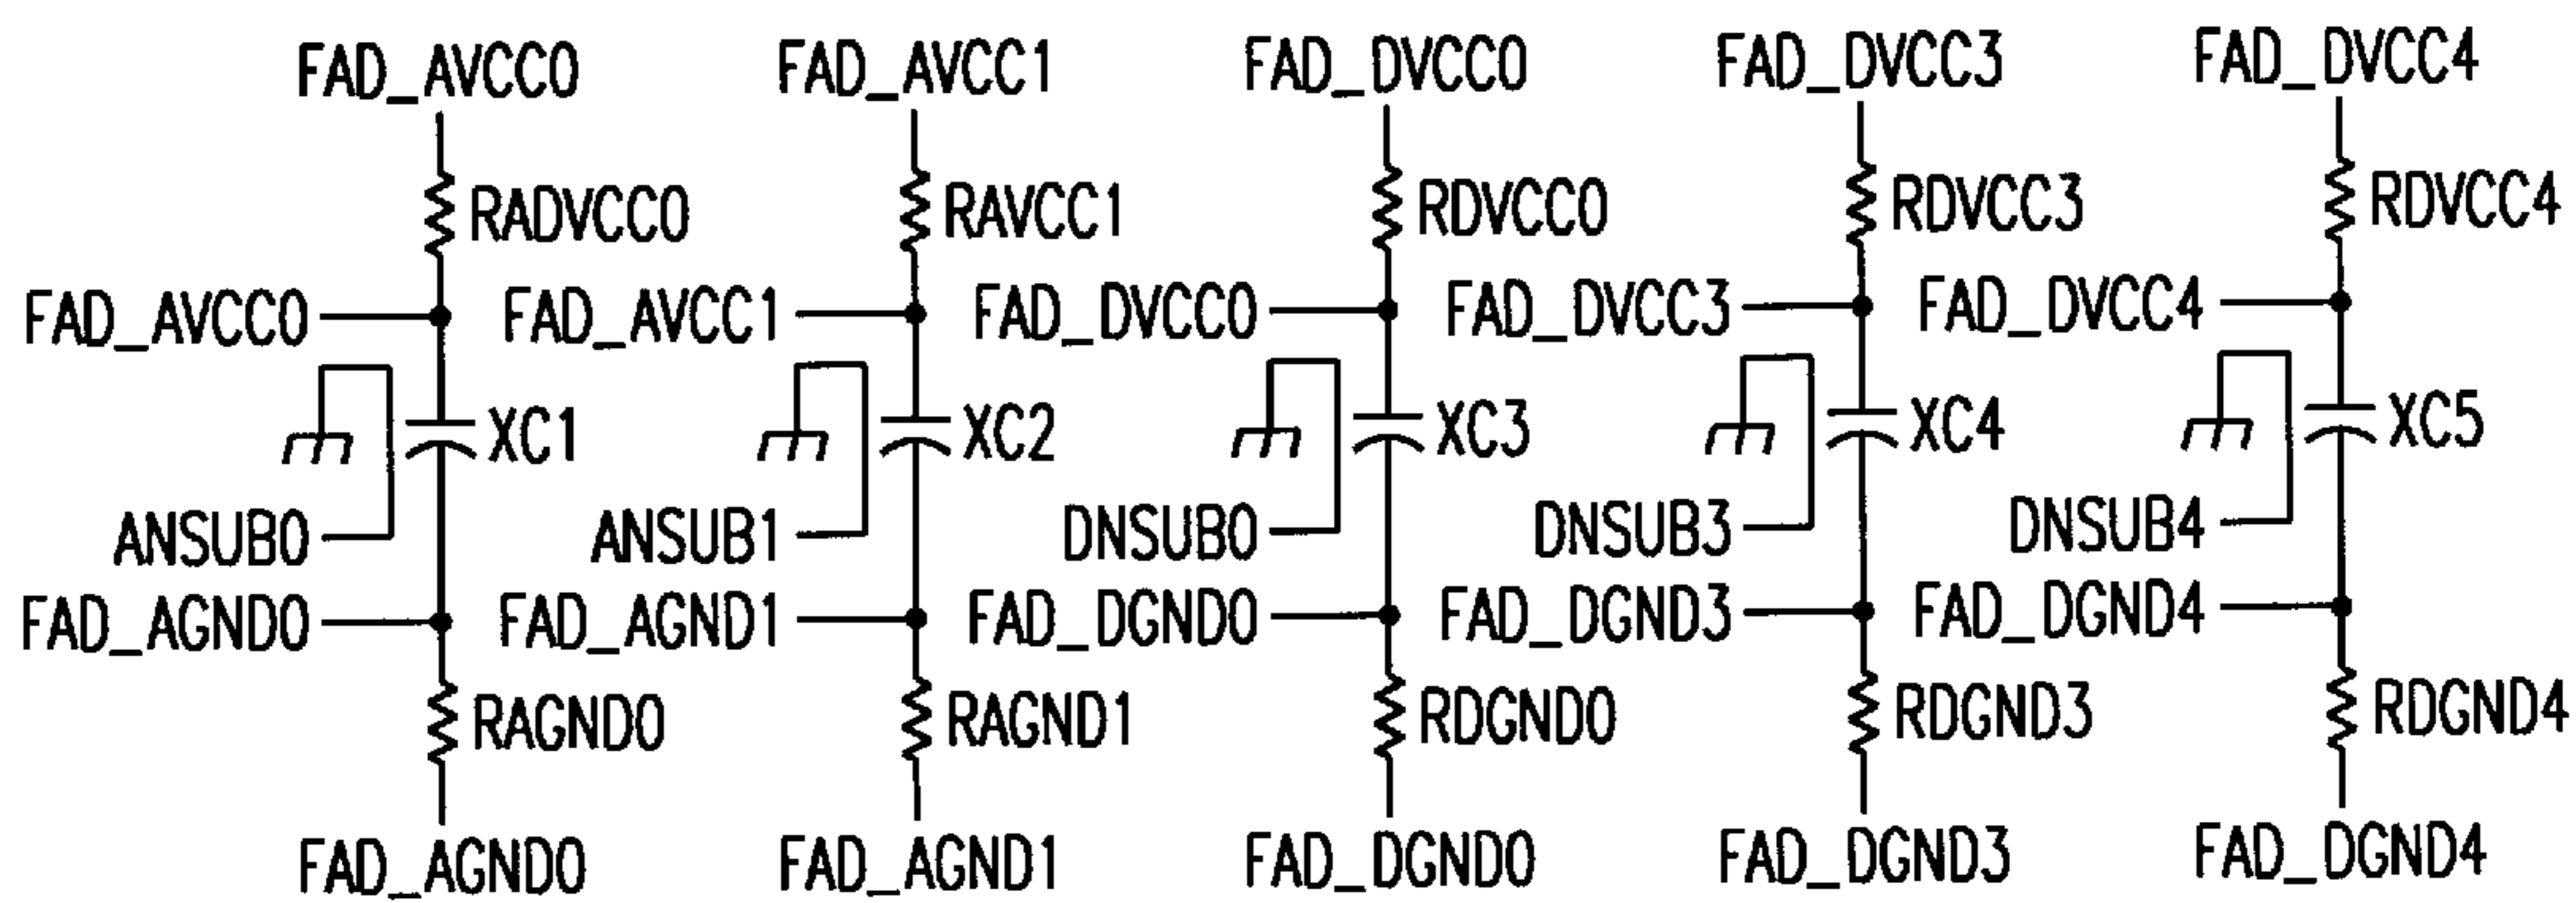 FAD_AVCC0 FAD_AVCC1 FAD_DVCC0 FAD_DVCC3 FAD_DVCC4
RADVCC0 RAVCC1 RDVCC0 RDVCC3 RDVCC4
FAD_AVCC0 FAD_AVCC1 FAD_DVCC0 FAD_DVCC3 FAD_DVCC4
XC1 XC2 XC3 XC4 XC5
ANSUB0 ANSUB1 DNSUB0 DNSUB3 DNSUB4
FAD_AGND0 FAD_AGND1 FAD_DGND0 FAD_DGND3 FAD_DGND4
RAGND0 RAGND1 RDGND0 RDGND3 RDGND4
FAD_AGND0 FAD_AGND1 FAD_DGND0 FAD_DGND3 FAD_DGND4